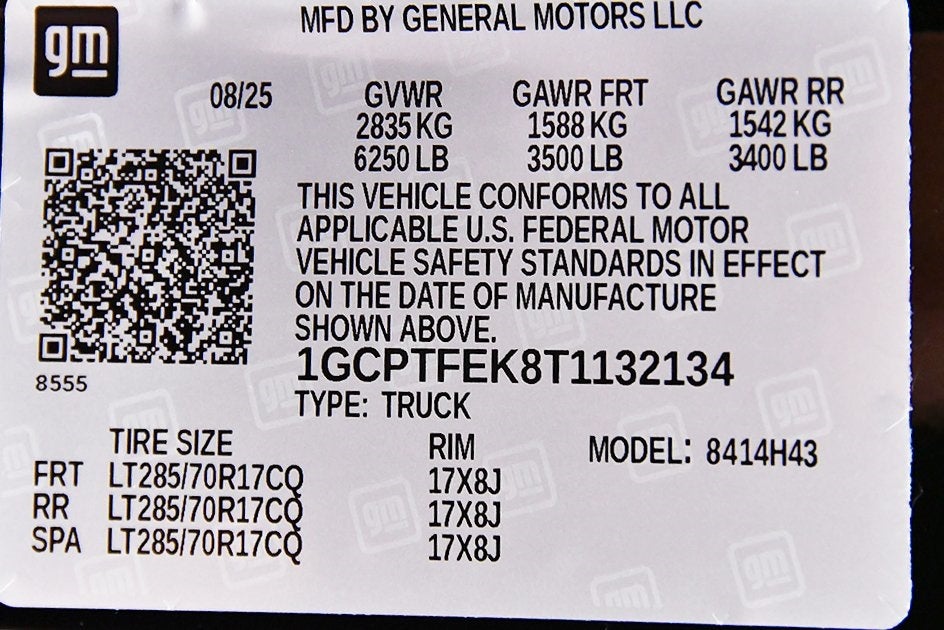 gm
MFD BY GENERAL MOTORS LLC
08/25 GVWR GAWR FRT GAWR RR
2835 KG 1588 KG 1542 KG
6250 LB 3500 LB 3400 LB
THIS VEHICLE CONFORMS TO ALL
APPLICABLE U.S. FEDERAL MOTOR
VEHICLE SAFETY STANDARDS IN EFFECT
ON THE DATE OF MANUFACTURE
SHOWN ABOVE.
1GCPTFEK8T1132134
8555
TYPE: TRUCK
TIRE SIZE RIM MODEL: 8414H43
FRT LT285/70R17CQ 17X8J
RR LT285/70R17CQ 17X8J
SPA LT285/70R17CQ 17X8J